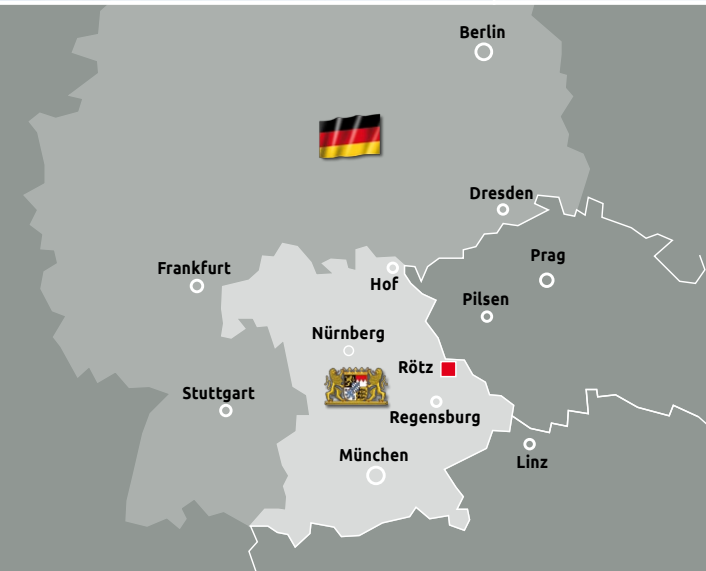 Berlin
Dresden
Prag
Frankfurt
Hof
Pilsen
Nürnberg
Rötz
Stuttgart
Regensburg
München
Linz